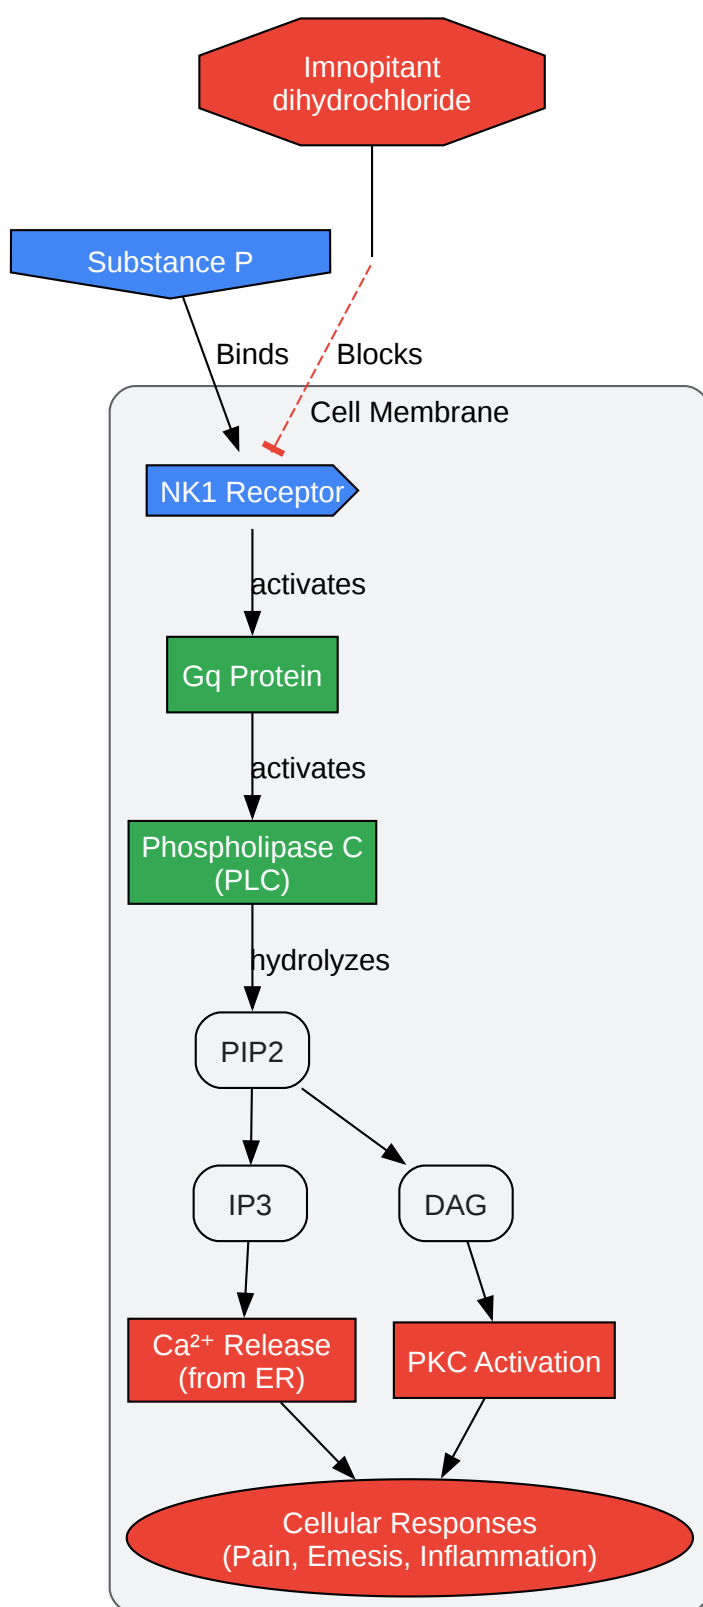 Imnopitant
dihydrochloride
Substance P
Binds
Blocks
Cell Membrane
NK1 Receptor
activates
Gq Protein
activates
Phospholipase C
(PLC)
hydrolyzes
PIP2
IP3
DAG
Ca²⁺ Release
(from ER)
PKC Activation
Cellular Responses
(Pain, Emesis, Inflammation)